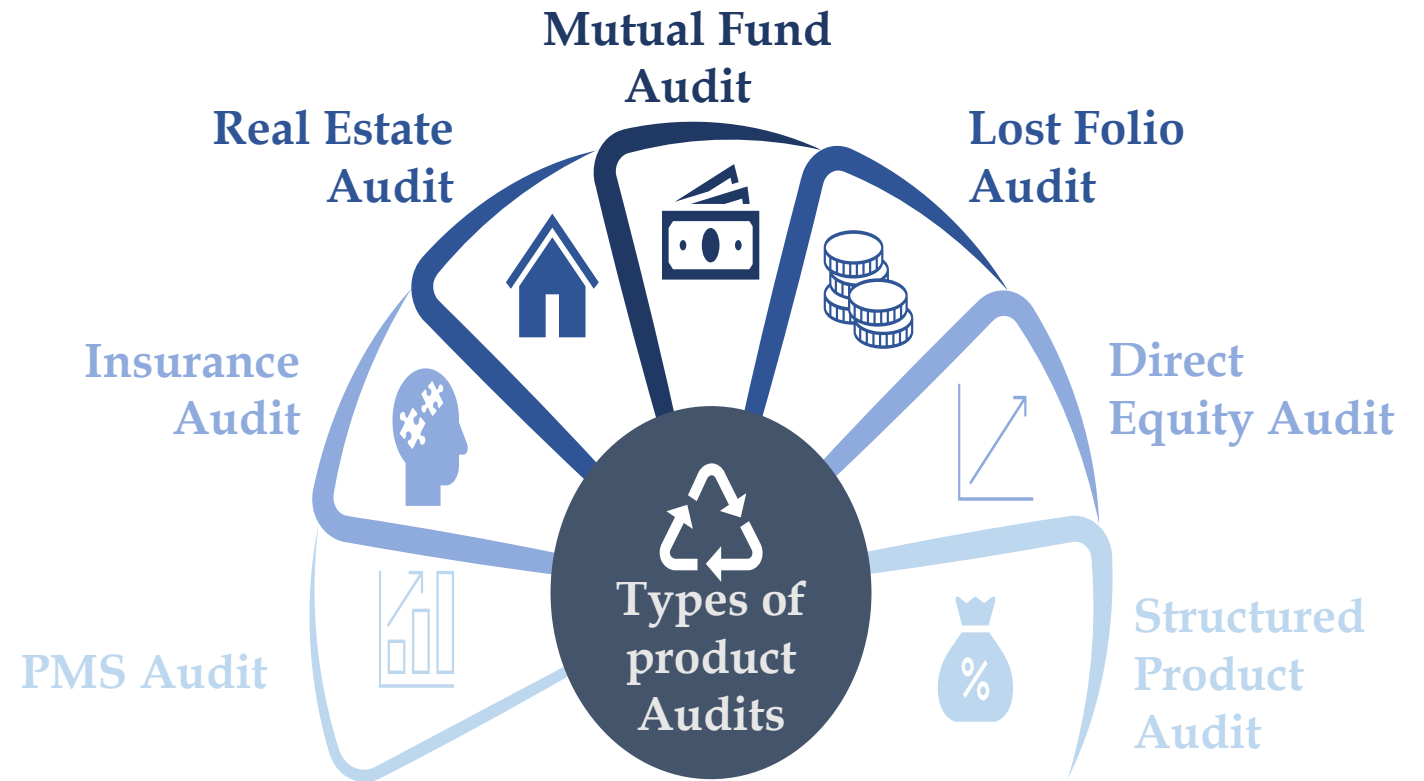 Mutual Fund
Audit
Real Estate
Audit
Lost Folio
Audit
Insurance
Audit
Direct
Equity Audit
PMS Audit
Structured
Product
Audit
%
Types of
product
Audits